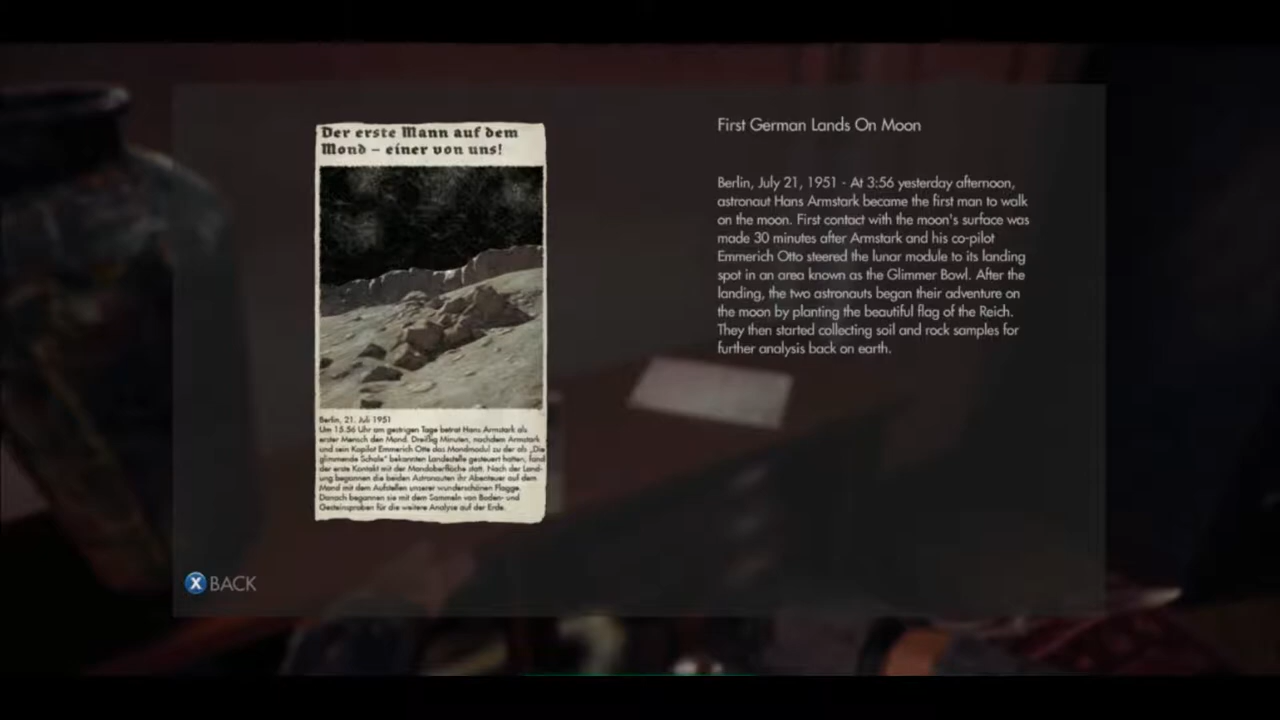 Der erste Mann auf dem
Mond – einer von uns!
Berlin, 21. Juli 1951
Um 15.56 Uhr am gestrigen Tage betrat Hans Armstark als
erster Mensch den Mond. Dreißig Minuten, nachdem Armstark
und sein Kopilot Emmerich Otto das Mondmodul zu der als „Die
glimmende Schale“ bekannten Landestelle gesteuert hatten, fand
der erste Kontakt mit der Mondoberfläche statt. Nach der Land-
ung begannen die beiden Astronauten ihr Abenteuer auf dem
Mond mit dem Aufstellen unserer wunderschönen Flagge.
Danach begannen sie mit dem Sammeln von Boden- und
Gesteinsproben für die weitere Analyse auf der Erde.
First German Lands On Moon
Berlin, July 21, 1951 - At 3:56 yesterday afternoon,
astronaut Hans Armstark became the first man to walk
on the moon. First contact with the moon's surface was
made 30 minutes after Armstark and his co-pilot
Emmerich Otto steered the lunar module to its landing
spot in an area known as the Glimmer Bowl. After the
landing, the two astronauts began their adventure on
the moon by planting the beautiful flag of the Reich.
They then started collecting soil and rock samples for
further analysis back on earth.
X BACK